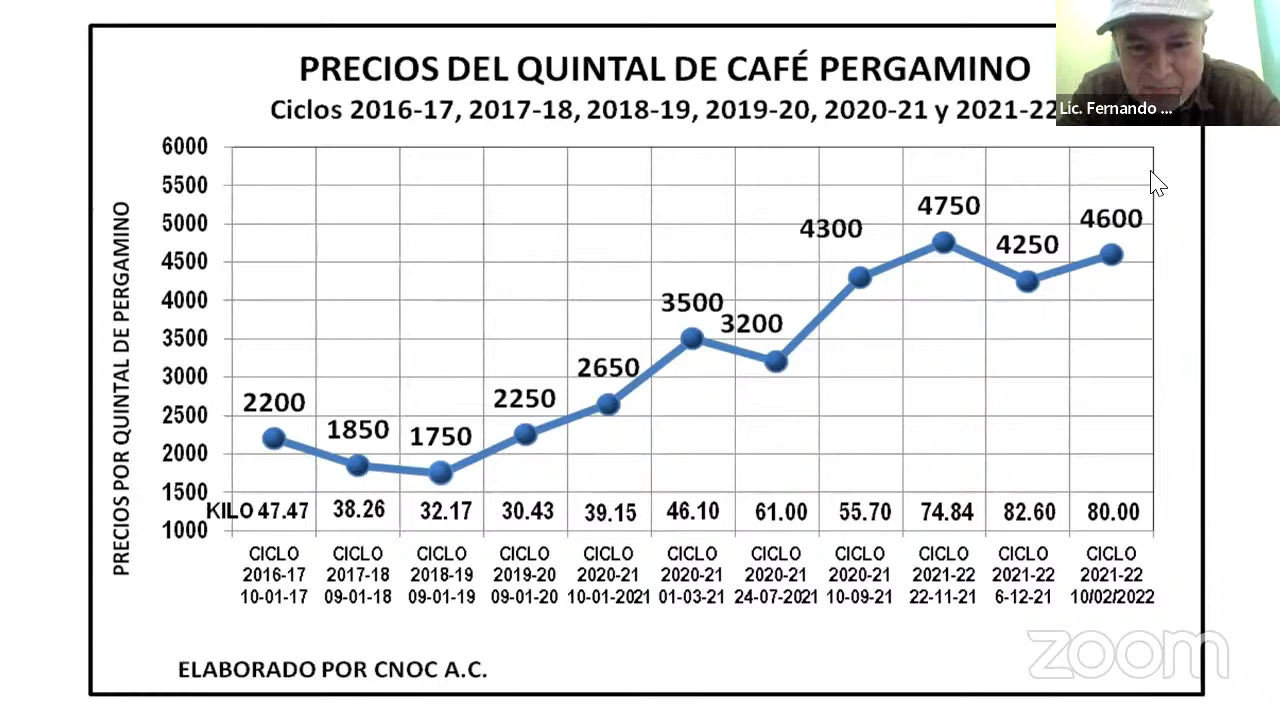 PRECIOS DEL QUINTAL DE CAFÉ PERGAMINO
Ciclos 2016-17, 2017-18, 2018-19, 2019-20, 2020-21 y 2021-22
Lic. Fernando ...
PRECIOS POR QUINTAL DE PERGAMINO
6000
5500
5000
4500
4000
3500
3000
2500
2000
1500
1000
2200
1850
1750
2250
2650
3500
3200
4300
4750
4250
4600
KILO 47.47 38.26 32.17 30.43 39.15 46.10 61.00 55.70 74.84 82.60 80.00
CICLO CICLO CICLO CICLO CICLO CICLO CICLO CICLO CICLO CICLO CICLO
2016-17 2017-18 2018-19 2019-20 2020-21 2020-21 2020-21 2020-21 2021-22 2021-22 2021-22
10-01-17 09-01-18 09-01-19 09-01-20 10-01-2021 01-03-21 24-07-2021 10-09-21 22-11-21 6-12-21 10/02/2022
ELABORADO POR CNOC A.C.
zoom